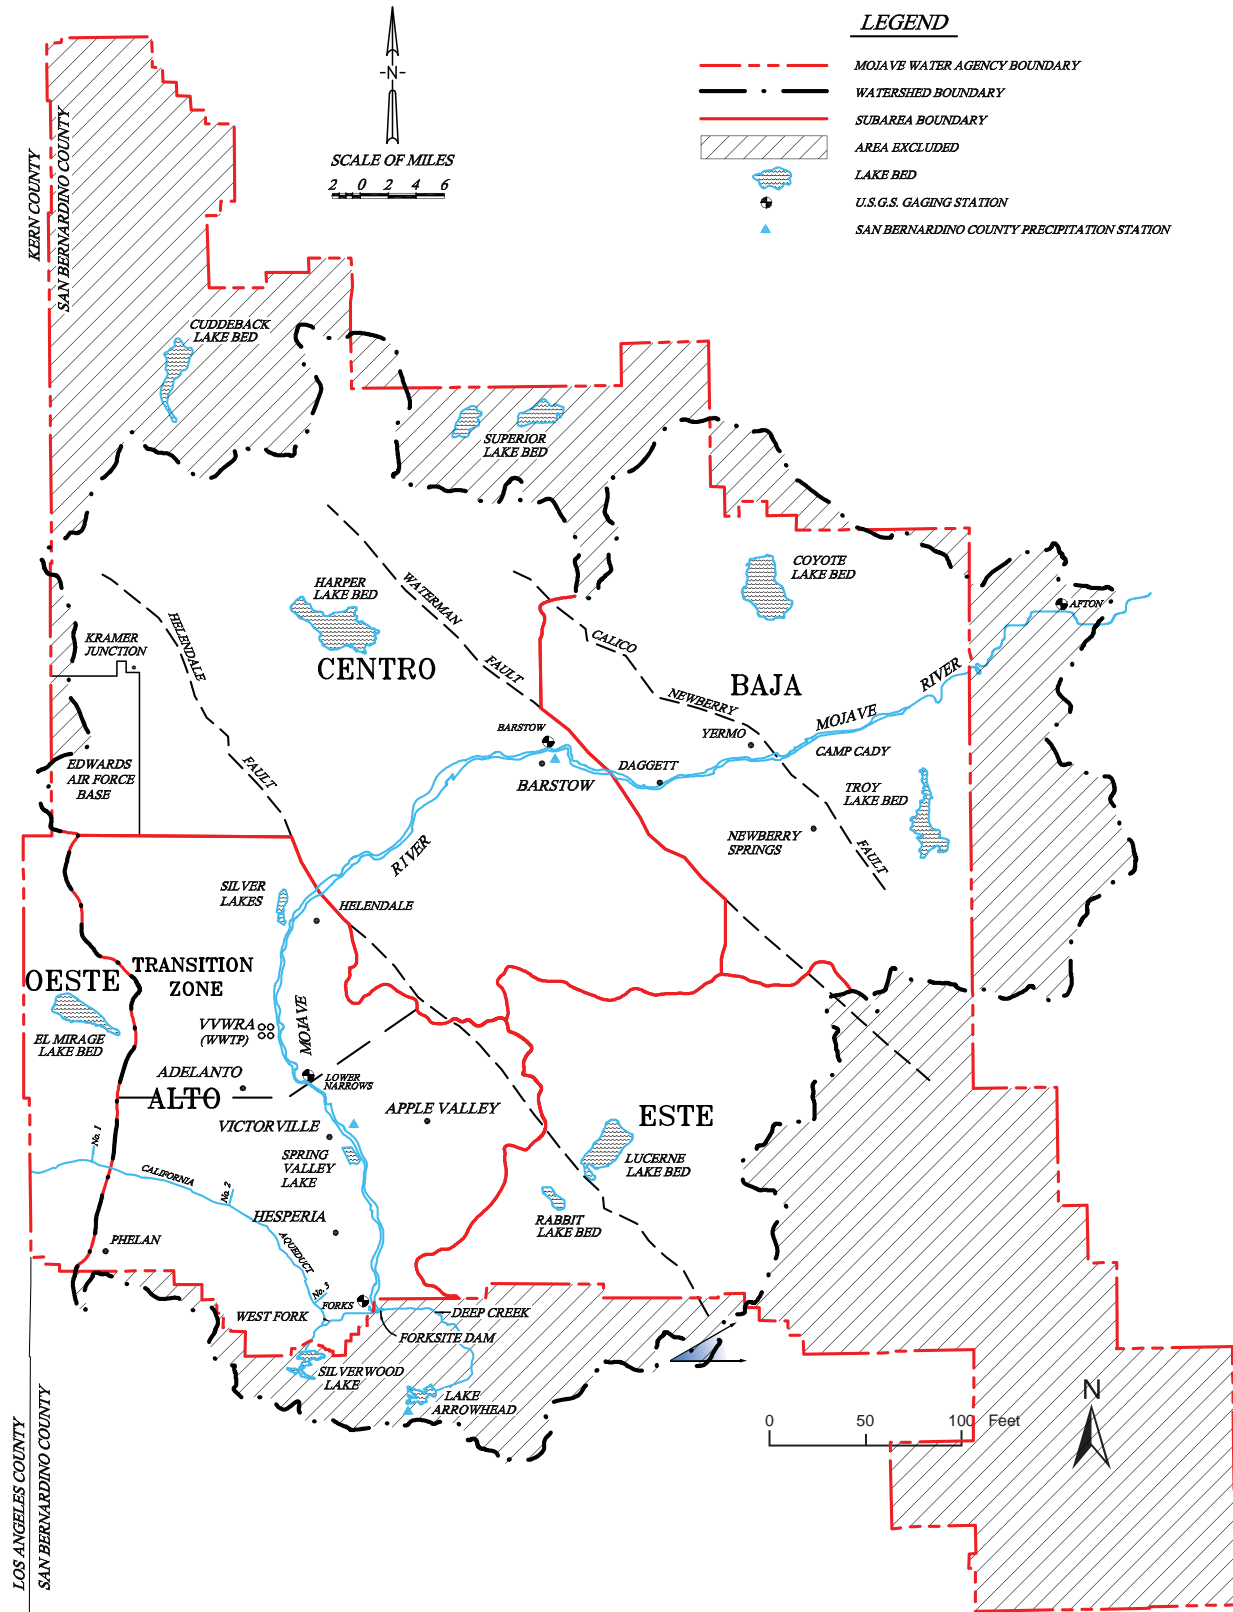 LEGEND
MOJAVE WATER AGENCY BOUNDARY
WATERSHED BOUNDARY
SUBAREA BOUNDARY
AREA EXCLUDED
LAKE BED
U.S.G.S. GAGING STATION
SAN BERNARDINO COUNTY PRECIPITATION STATION
-N-
SCALE OF MILES
2 0 2 4 6
KERN COUNTY
SAN BERNARDINO COUNTY
CUDDEBACK
LAKE BED
SUPERIOR
LAKE BED
COYOTE
LAKE BED
HARPER
LAKE BED
WATERMAN
FAULT
HELENDALE
FAULT
CALICO
NEWBERRY
FAULT
AFTON
KRAMER
JUNCTION
CENTRO
BAJA
RIVER
MOJAVE
BARSTOW
YERMO
CAMP CADY
EDWARDS
AIR FORCE
BASE
DAGGETT
BARSTOW
TROY
LAKE BED
NEWBERRY
SPRINGS
RIVER
SILVER
LAKES
HELENDALE
OESTE
TRANSITION
ZONE
MOJAVE
VVWRA
(WWTP)
EL MIRAGE
LAKE BED
ADELANTO
LOWER
NARROWS
ALTO
APPLE VALLEY
ESTE
VICTORVILLE
No. 1
SPRING
VALLEY
LAKE
LUCERNE
LAKE BED
CALIFORNIA
No. 2
AQUEDUCT
HESPERIA
RABBIT
LAKE BED
PHELAN
No. 3
FORKS
WEST FORK
DEEP CREEK
FORKSITE DAM
SILVERWOOD
LAKE
LAKE
ARROWHEAD
N
0 50 100 Feet
LOS ANGELES COUNTY
SAN BERNARDINO COUNTY